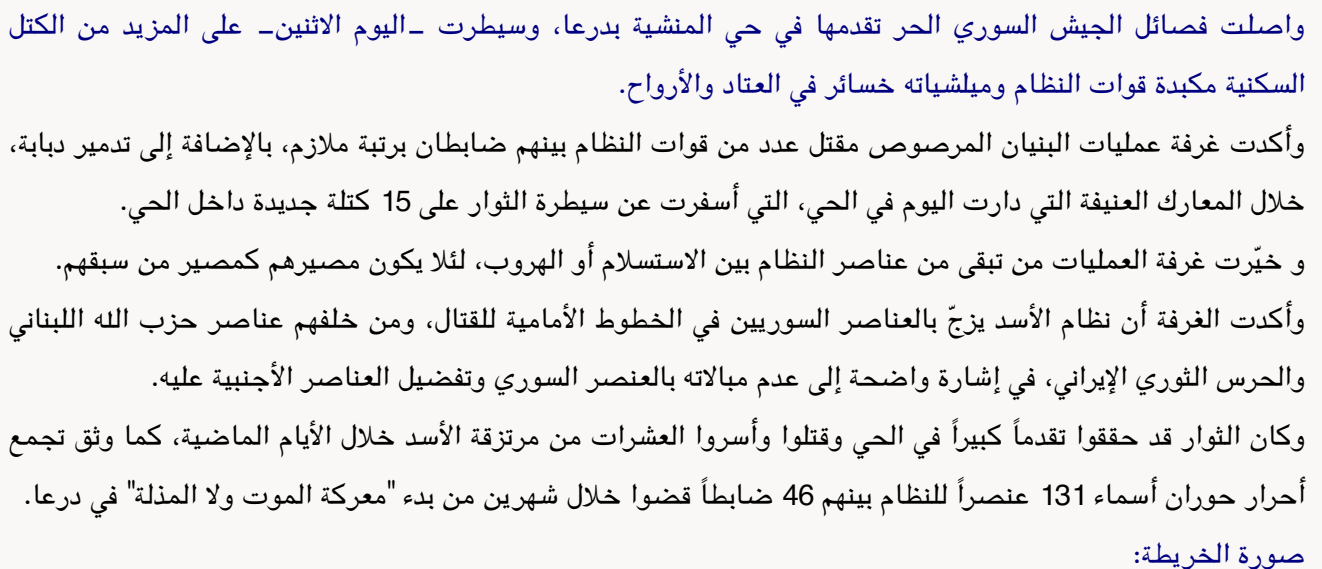 واصلت فصائل الجيش السوري الحر تقدمها في حي المنشية بدرعا، وسيطرت –اليوم الاثنين– على المزيد من الكتل
السكنية مكبدة قوات النظام وميلشياته خسائر في العتاد والأرواح.
وأكدت غرفة عمليات البنيان المرصوص مقتل عدد من قوات النظام بينهم ضابطان برتبة ملازم، بالإضافة إلى تدمير دبابة،
خلال المعارك العنيفة التي دارت اليوم في الحي، التي أسفرت عن سيطرة الثوار على 15 كتلة جديدة داخل الحي.
و خيّرت غرفة العمليات من تبقى من عناصر النظام بين الاستسلام أو الهروب، لئلا يكون مصيرهم كمصير من سبقهم.
وأكدت الغرفة أن نظام الأسد يزجّ بالعناصر السوريين في الخطوط الأمامية للقتال، ومن خلفهم عناصر حزب الله اللبناني
والحرس الثوري الإيراني، في إشارة واضحة إلى عدم مبالاته بالعنصر السوري وتفضيل العناصر الأجنبية عليه.
وكان الثوار قد حققوا تقدماً كبيراً في الحي وقتلوا وأسروا العشرات من مرتزقة الأسد خلال الأيام الماضية، كما وثق تجمع
أحرار حوران أسماء 131 عنصراً للنظام بينهم 46 ضابطاً قضوا خلال شهرين من بدء "معركة الموت ولا المذلة" في درعا.
صورة الخريطة: